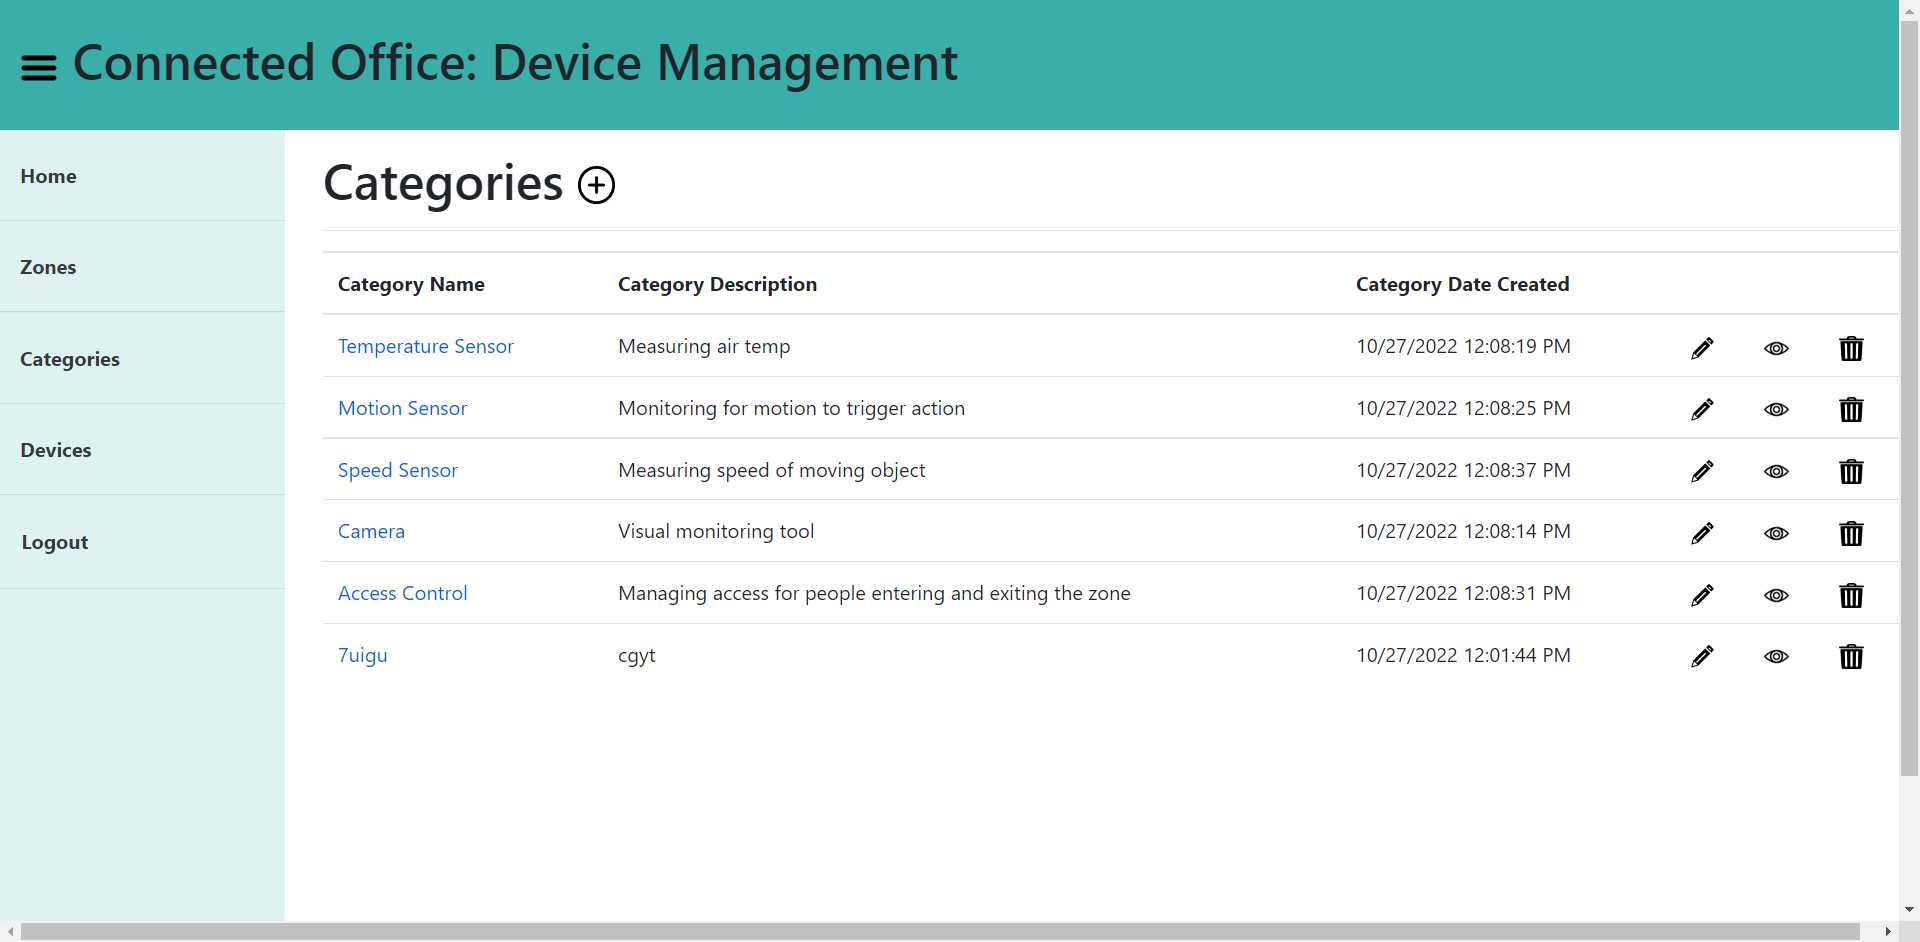 Connected Office: Device Management
Home
Zones
Categories
Devices
Logout
Categories
Category Name Category Description Category Date Created
Temperature Sensor Measuring air temp 10/27/2022 12:08:19 PM
Motion Sensor Monitoring for motion to trigger action 10/27/2022 12:08:25 PM
Speed Sensor Measuring speed of moving object 10/27/2022 12:08:37 PM
Camera Visual monitoring tool 10/27/2022 12:08:14 PM
Access Control Managing access for people entering and exiting the zone 10/27/2022 12:08:31 PM
7uigu cgyt 10/27/2022 12:01:44 PM